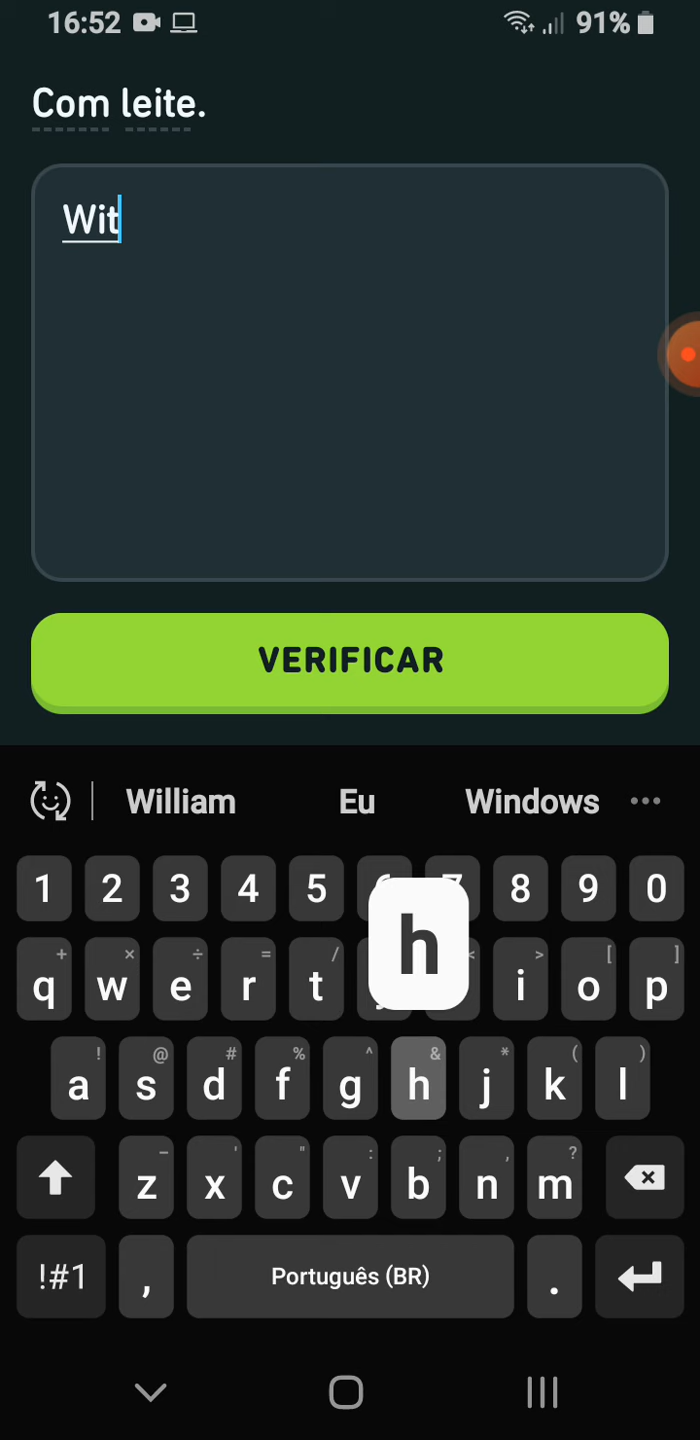 16:52 91%
Com leite.
Wit
VERIFICAR
William Eu Windows
1 2 3 4 5 8 9 0
h
+ × ÷ = / < > [ ]
q w e r t i o p
! @ # % ^ & * ( )
a s d f g h j k l
- ' " : ; , ?
z x c v b n m
!#1 , Português (BR) .